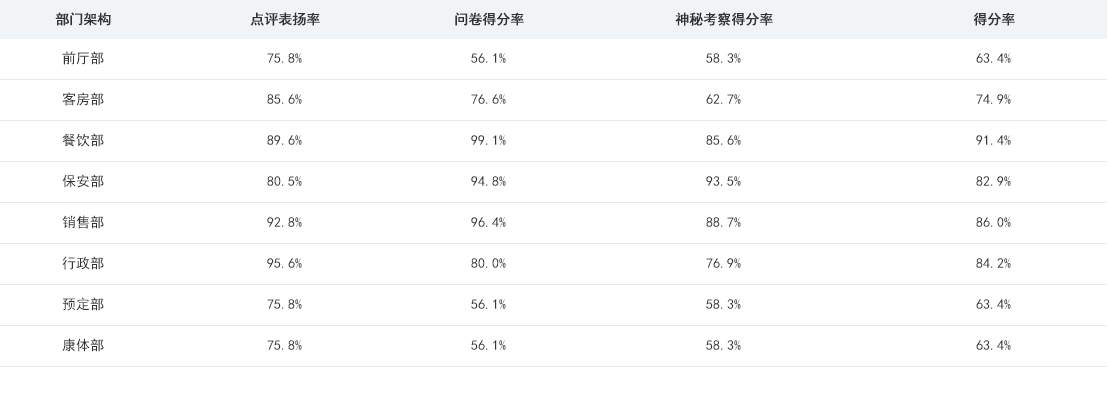 部门架构 点评表扬率 问卷得分率 神秘考察得分率 得分率
前厅部 75.8% 56.1% 58.3% 63.4%
客房部 85.6% 76.6% 62.7% 74.9%
餐饮部 89.6% 99.1% 85.6% 91.4%
保安部 80.5% 94.8% 93.5% 82.9%
销售部 92.8% 96.4% 88.7% 86.0%
行政部 95.6% 80.0% 76.9% 84.2%
预定部 75.8% 56.1% 58.3% 63.4%
康体部 75.8% 56.1% 58.3% 63.4%